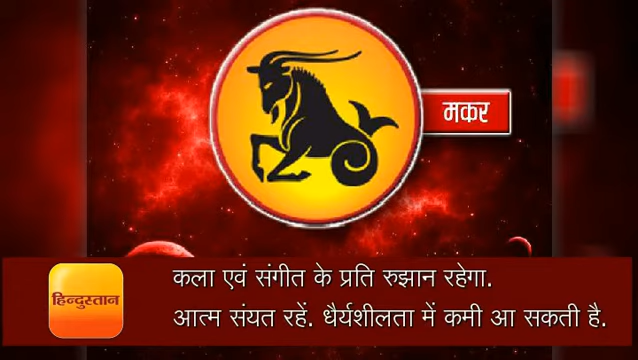 मकर
हिन्दुस्तान
कला एवं संगीत के प्रति रुझान रहेगा.
आत्म संयत रहें. धैर्यशीलता में कमी आ सकती है.